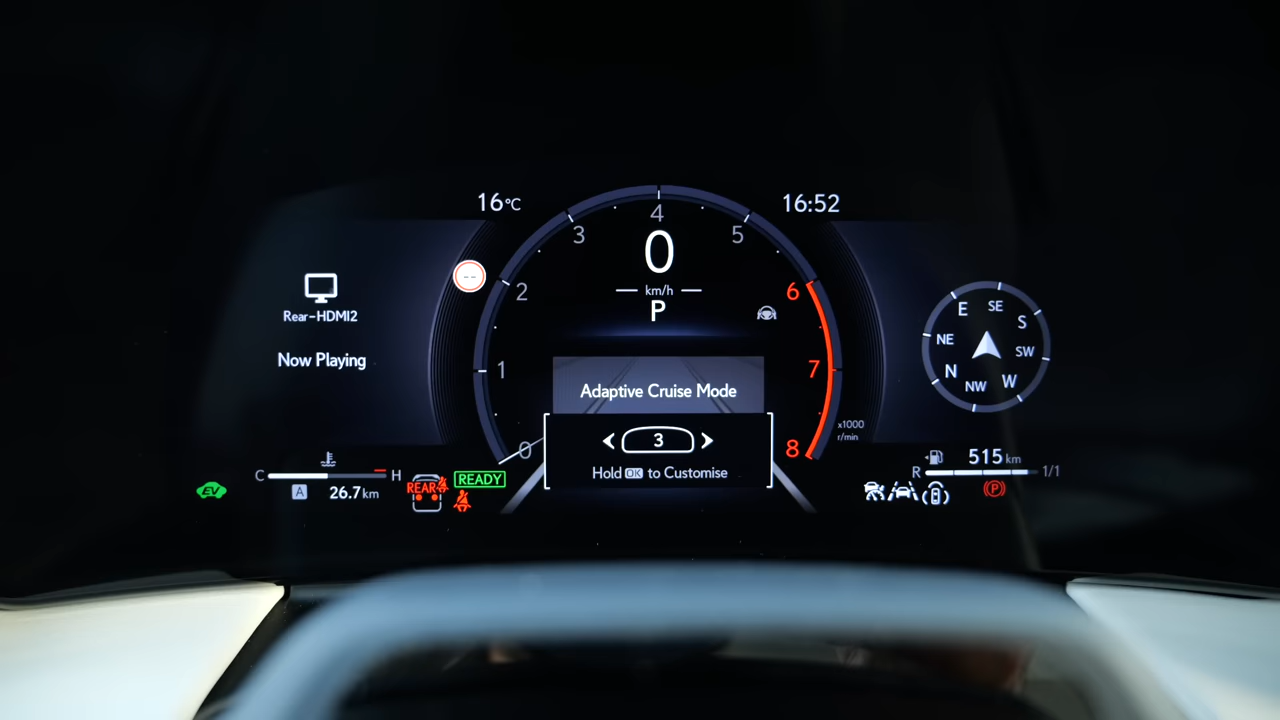 16°C
16:52
4
3
5
0
km/h
P
2
6
Rear-HDMI2
Now Playing
--
1
7
E
SE
S
NE
SW
N
NW
W
Adaptive Cruise Mode
< 3 >
Hold OK to Customise
0
8
x1000
r/min
C
H
A
26.7 km
EV
REAR
READY
515 km
R
1/1
P